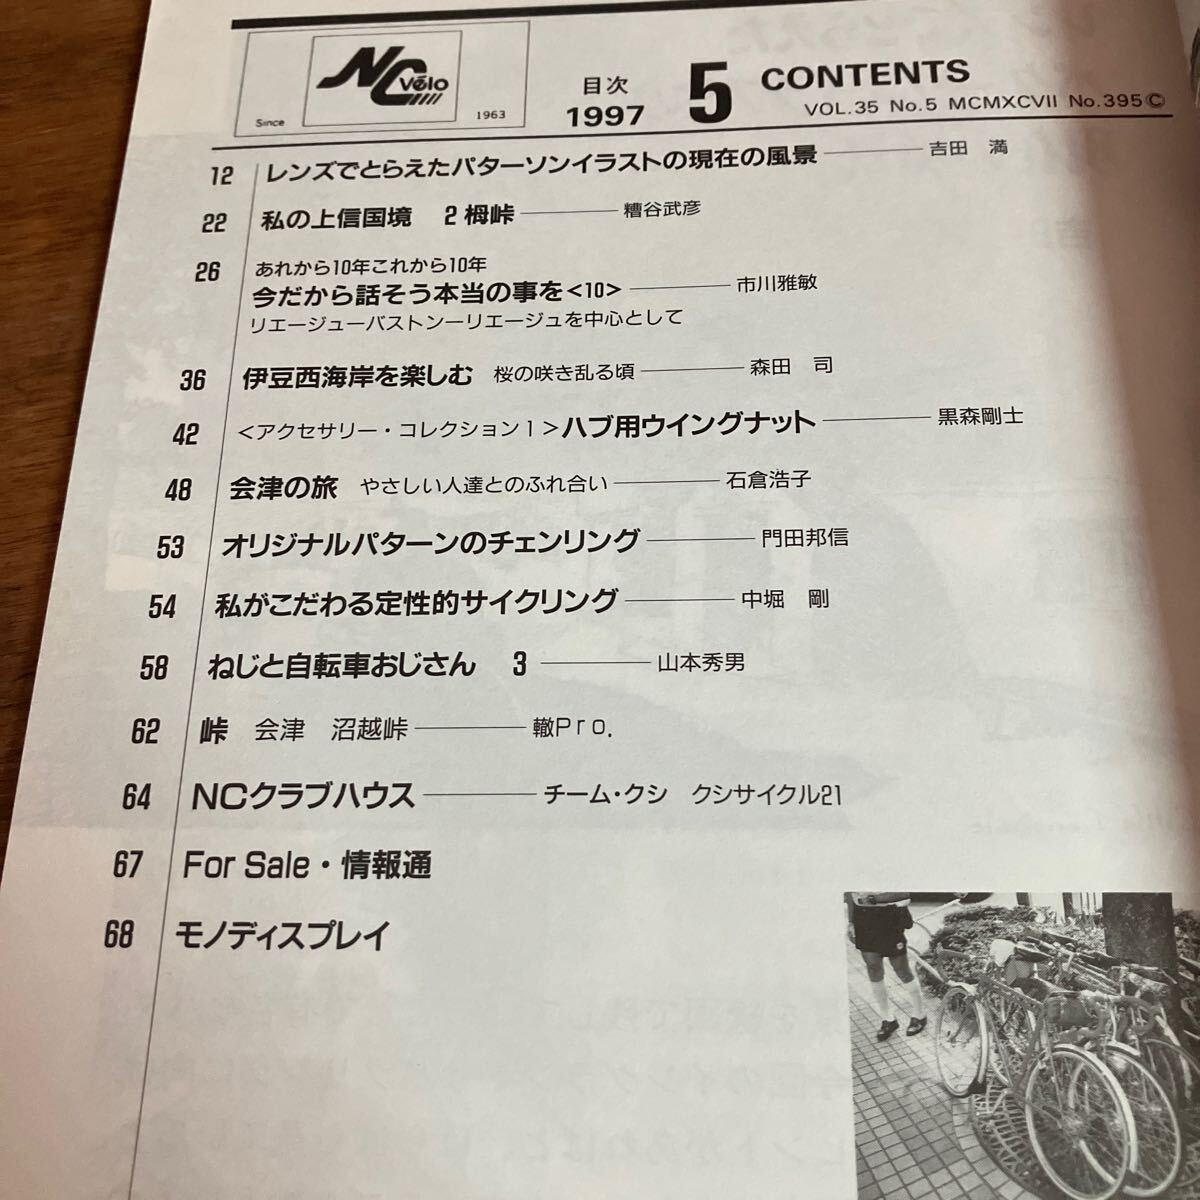 NC vélo
Since
1963
目次
1997
5
CONTENTS
VOL.35 No.5 MCMXCVII No.395©
12 レンズでとらえたパターソンイラストの現在の風景 吉田 満
22 私の上信国境 2 栂峠 糟谷武彦
26 あれから10年これから10年
今だから話そう本当の事を<10> 市川雅敏
リエージューバストンーリエージュを中心として
36 伊豆西海岸を楽しむ 桜の咲き乱る頃 森田 司
42 <アクセサリー・コレクション1>ハブ用ウイングナット 黒森剛士
48 会津の旅 やさしい人達とのふれ合い 石倉浩子
53 オリジナルパターンのチェンリング 門田邦信
54 私がこだわる定性的サイクリング 中堀 剛
58 ねじと自転車おじさん 3 山本秀男
62 峠 会津 沼越峠 轍Pro.
64 NCクラブハウス チーム・クシ クシサイクル21
67 For Sale・情報通
68 モノディスプレイ